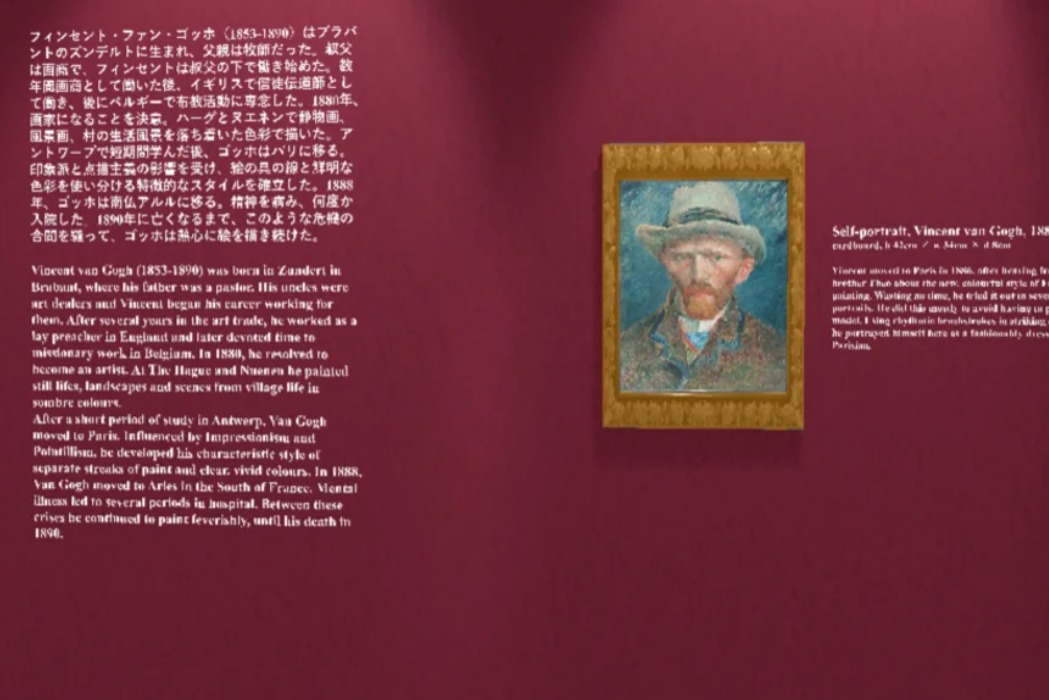 フィンセント・ファン・ゴッホ（1853-1890）はブラバ
ントのズンデルトに生まれ、父親は牧師だった。叔父
は画商で、フィンセントは叔父の下で働き始めた。数
年間画商として働いた後、イギリスで信徒伝道師とし
て働き、後にベルギーで布教活動に専念した。1880年、
画家になることを決意。ハーグとヌエネンで静物画、
風景画、村の生活風景を落ち着いた色彩で描いた。ア
ントワープで短期間学んだ後、ゴッホはパリに移る。
印象派と点描主義の影響を受け、絵の具の線と鮮明な
色彩を使い分ける特徴的なスタイルを確立した。1888
年、ゴッホは南仏アルルに移る。精神を病み、何度か
入院した。1890年に亡くなるまで、このような危機の
合間を縫って、ゴッホは熱心に絵を描き続けた。
Vincent van Gogh (1853-1890) was born in Zundert in
Brabant, where his father was a pastor. His uncles were
art dealers and Vincent began his career working for
them. After several years in the art trade, he worked as a
lay preacher in England and later devoted time to
missionary work in Belgium. In 1880, he resolved to
become an artist. At The Hague and Nuenen he painted
still lifes, landscapes and scenes from village life in
sombre colours.
After a short period of study in Antwerp, Van Gogh
moved to Paris. Influenced by Impressionism and
Pointillism, he developed his characteristic style of
separate streaks of paint and clear, vivid colours. In 1888,
Van Gogh moved to Arles in the South of France. Mental
illness led to several periods in hospital. Between these
crises he continued to paint feverishly, until his death in
1890.
Self-portrait, Vincent van Gogh, 188
cardboard, h 42cm × w 34cm × d 8cm
Vincent moved to Paris in 1886, after hearing
brother Theo about the new, colourful style of
painting. Wasting no time, he tried it out in
portraits. He did this mostly to avoid having to
model. Using rhythmic brushstrokes in striking
he portrayed himself here as a fashionably
Parisian.